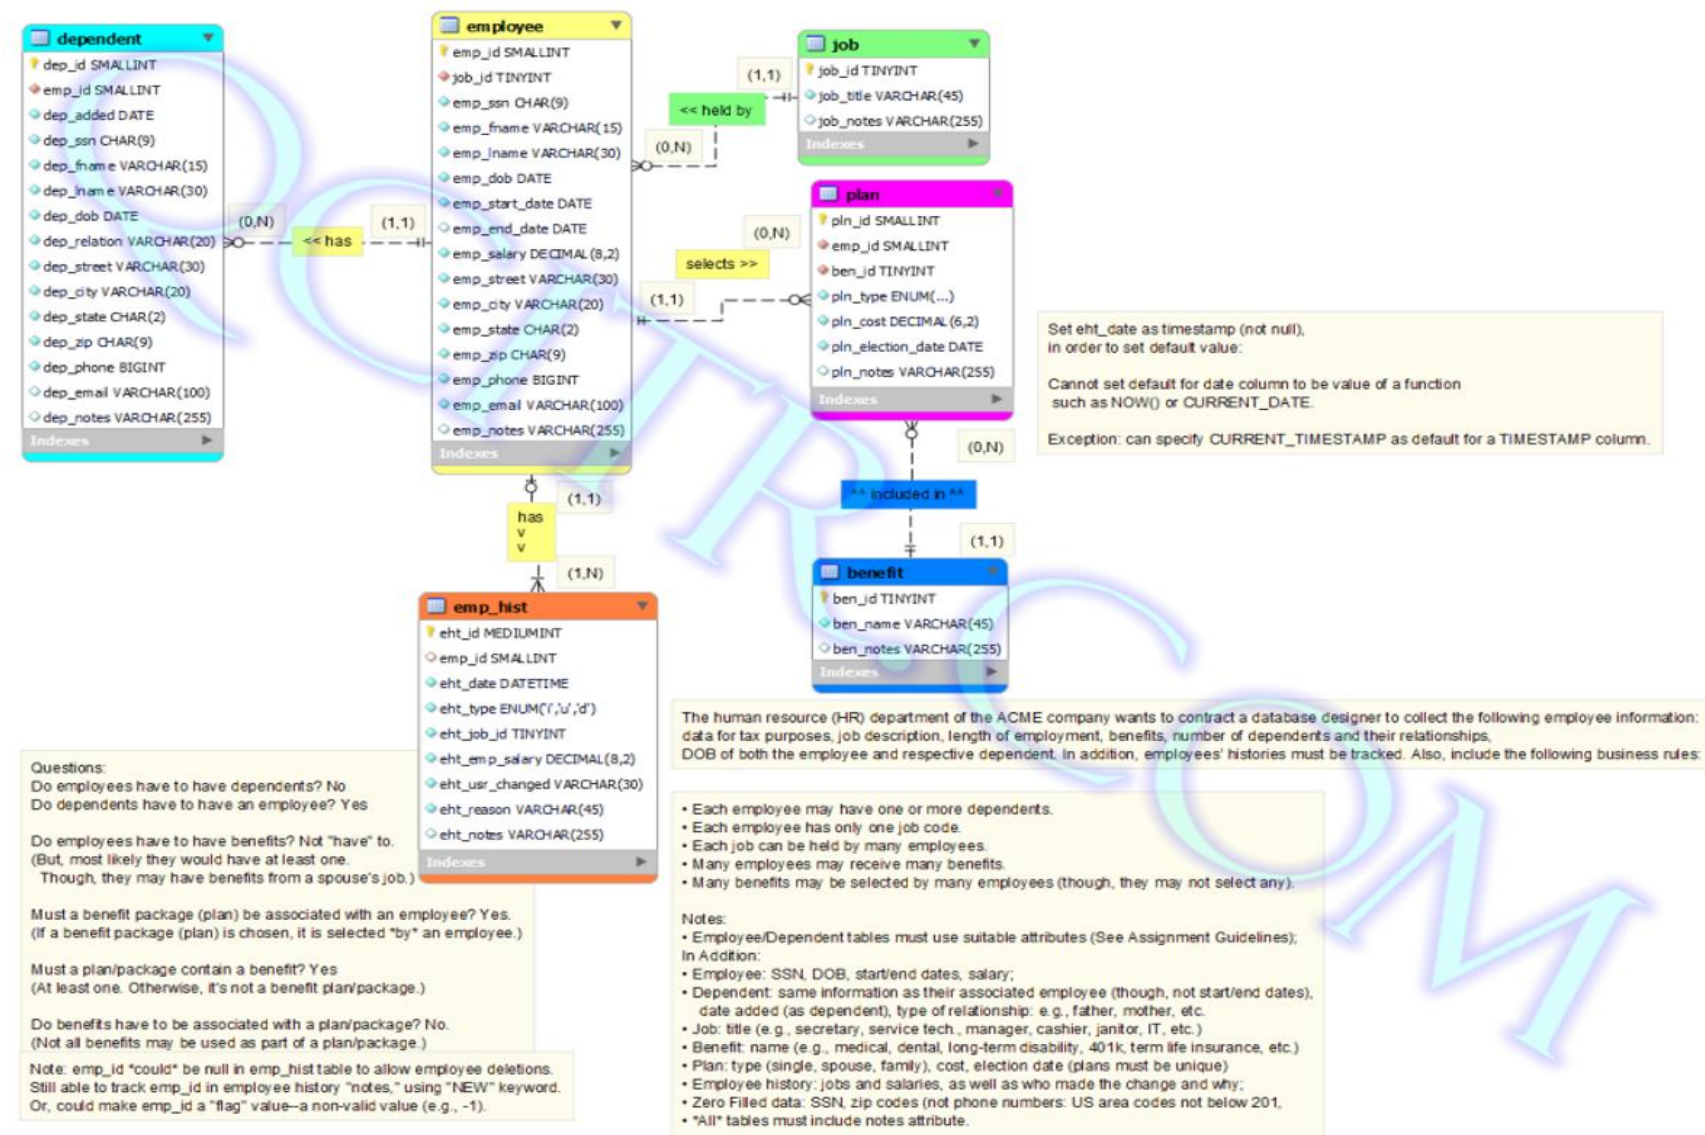 dependent
dep_id SMALLINT
emp_id SMALLINT
dep_added DATE
dep_ssn CHAR(9)
dep_fname VARCHAR(15)
dep_lname VARCHAR(30)
dep_dob DATE
dep_relation VARCHAR(20)
dep_street VARCHAR(30)
dep_city VARCHAR(20)
dep_state CHAR(2)
dep_zip CHAR(9)
dep_phone BIGINT
dep_email VARCHAR(100)
dep_notes VARCHAR(255)
Indexes
(0,N)
<< has
(1,1)
employee
emp_id SMALLINT
job_id TINYINT
emp_ssn CHAR(9)
emp_fname VARCHAR(15)
emp_lname VARCHAR(30)
emp_dob DATE
emp_start_date DATE
emp_end_date DATE
emp_salary DECIMAL(8,2)
emp_street VARCHAR(30)
emp_city VARCHAR(20)
emp_state CHAR(2)
emp_zip CHAR(9)
emp_phone BIGINT
emp_email VARCHAR(100)
emp_notes VARCHAR(255)
Indexes
(1,1)
<< held by
(0,N)
job
job_id TINYINT
job_title VARCHAR(45)
job_notes VARCHAR(255)
Indexes
(0,N)
selects >>
(1,1)
plan
pln_id SMALLINT
emp_id SMALLINT
ben_id TINYINT
pln_type ENUM(...)
pln_cost DECIMAL(6,2)
pln_election_date DATE
pln_notes VARCHAR(255)
Indexes
(0,N)
^^ included in ^^
(1,1)
benefit
ben_id TINYINT
ben_name VARCHAR(45)
ben_notes VARCHAR(255)
Indexes
(1,1)
has
v
v
(1,N)
emp_hist
eht_id MEDIUMINT
emp_id SMALLINT
eht_date DATETIME
eht_type ENUM('i','u','d')
eht_job_id TINYINT
eht_emp_salary DECIMAL(8,2)
eht_usr_changed VARCHAR(30)
eht_reason VARCHAR(45)
eht_notes VARCHAR(255)
Indexes
Set eht_date as timestamp (not null),
in order to set default value:
Cannot set default for date column to be value of a function
such as NOW() or CURRENT_DATE.
Exception: can specify CURRENT_TIMESTAMP as default for a TIMESTAMP column.
The human resource (HR) department of the ACME company wants to contract a database designer to collect the following employee information:
data for tax purposes, job description, length of employment, benefits, number of dependents and their relationships,
DOB of both the employee and respective dependent. In addition, employees' histories must be tracked. Also, include the following business rules:
• Each employee may have one or more dependents.
• Each employee has only one job code.
• Each job can be held by many employees.
• Many employees may receive many benefits.
• Many benefits may be selected by many employees (though, they may not select any).
Notes:
• Employee/Dependent tables must use suitable attributes (See Assignment Guidelines);
In Addition:
• Employee: SSN, DOB, start/end dates, salary;
• Dependent: same information as their associated employee (though, not start/end dates),
date added (as dependent), type of relationship: e.g., father, mother, etc.
• Job: title (e.g., secretary, service tech., manager, cashier, janitor, IT, etc.)
• Benefit: name (e.g., medical, dental, long-term disability, 401k, term life insurance, etc.)
• Plan: type (single, spouse, family), cost, election date (plans must be unique)
• Employee history: jobs and salaries, as well as who made the change and why;
• Zero Filled data: SSN, zip codes (not phone numbers: US area codes not below 201,
• *All* tables must include notes attribute.
Questions:
Do employees have to have dependents? No
Do dependents have to have an employee? Yes
Do employees have to have benefits? Not "have" to.
(But, most likely they would have at least one.
Though, they may have benefits from a spouse's job.)
Must a benefit package (plan) be associated with an employee? Yes.
(If a benefit package (plan) is chosen, it is selected *by* an employee.)
Must a plan/package contain a benefit? Yes
(At least one. Otherwise, it's not a benefit plan/package.)
Do benefits have to be associated with a plan/package? No.
(Not all benefits may be used as part of a plan/package.)
Note: emp_id *could* be null in emp_hist table to allow employee deletions.
Still able to track emp_id in employee history "notes," using "NEW" keyword.
Or, could make emp_id a "flag" value--a non-valid value (e.g., -1).